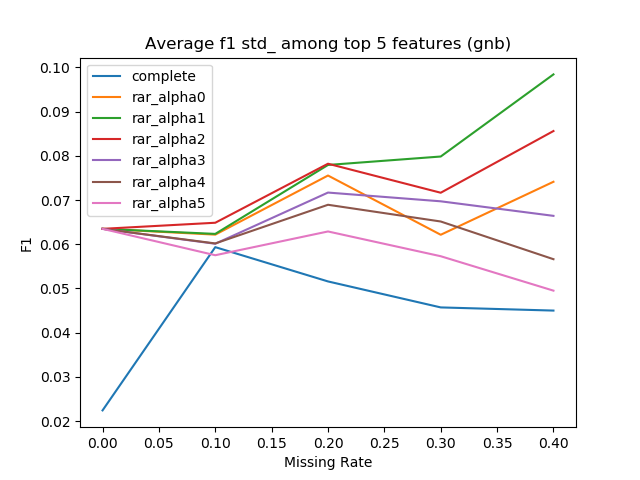 Average f1 std_ among top 5 features (gnb)
0.10
0.09
0.08
0.07
0.06
0.05
0.04
0.03
0.02
F1
complete
rar_alpha0
rar_alpha1
rar_alpha2
rar_alpha3
rar_alpha4
rar_alpha5
0.00 0.05 0.10 0.15 0.20 0.25 0.30 0.35 0.40
Missing Rate